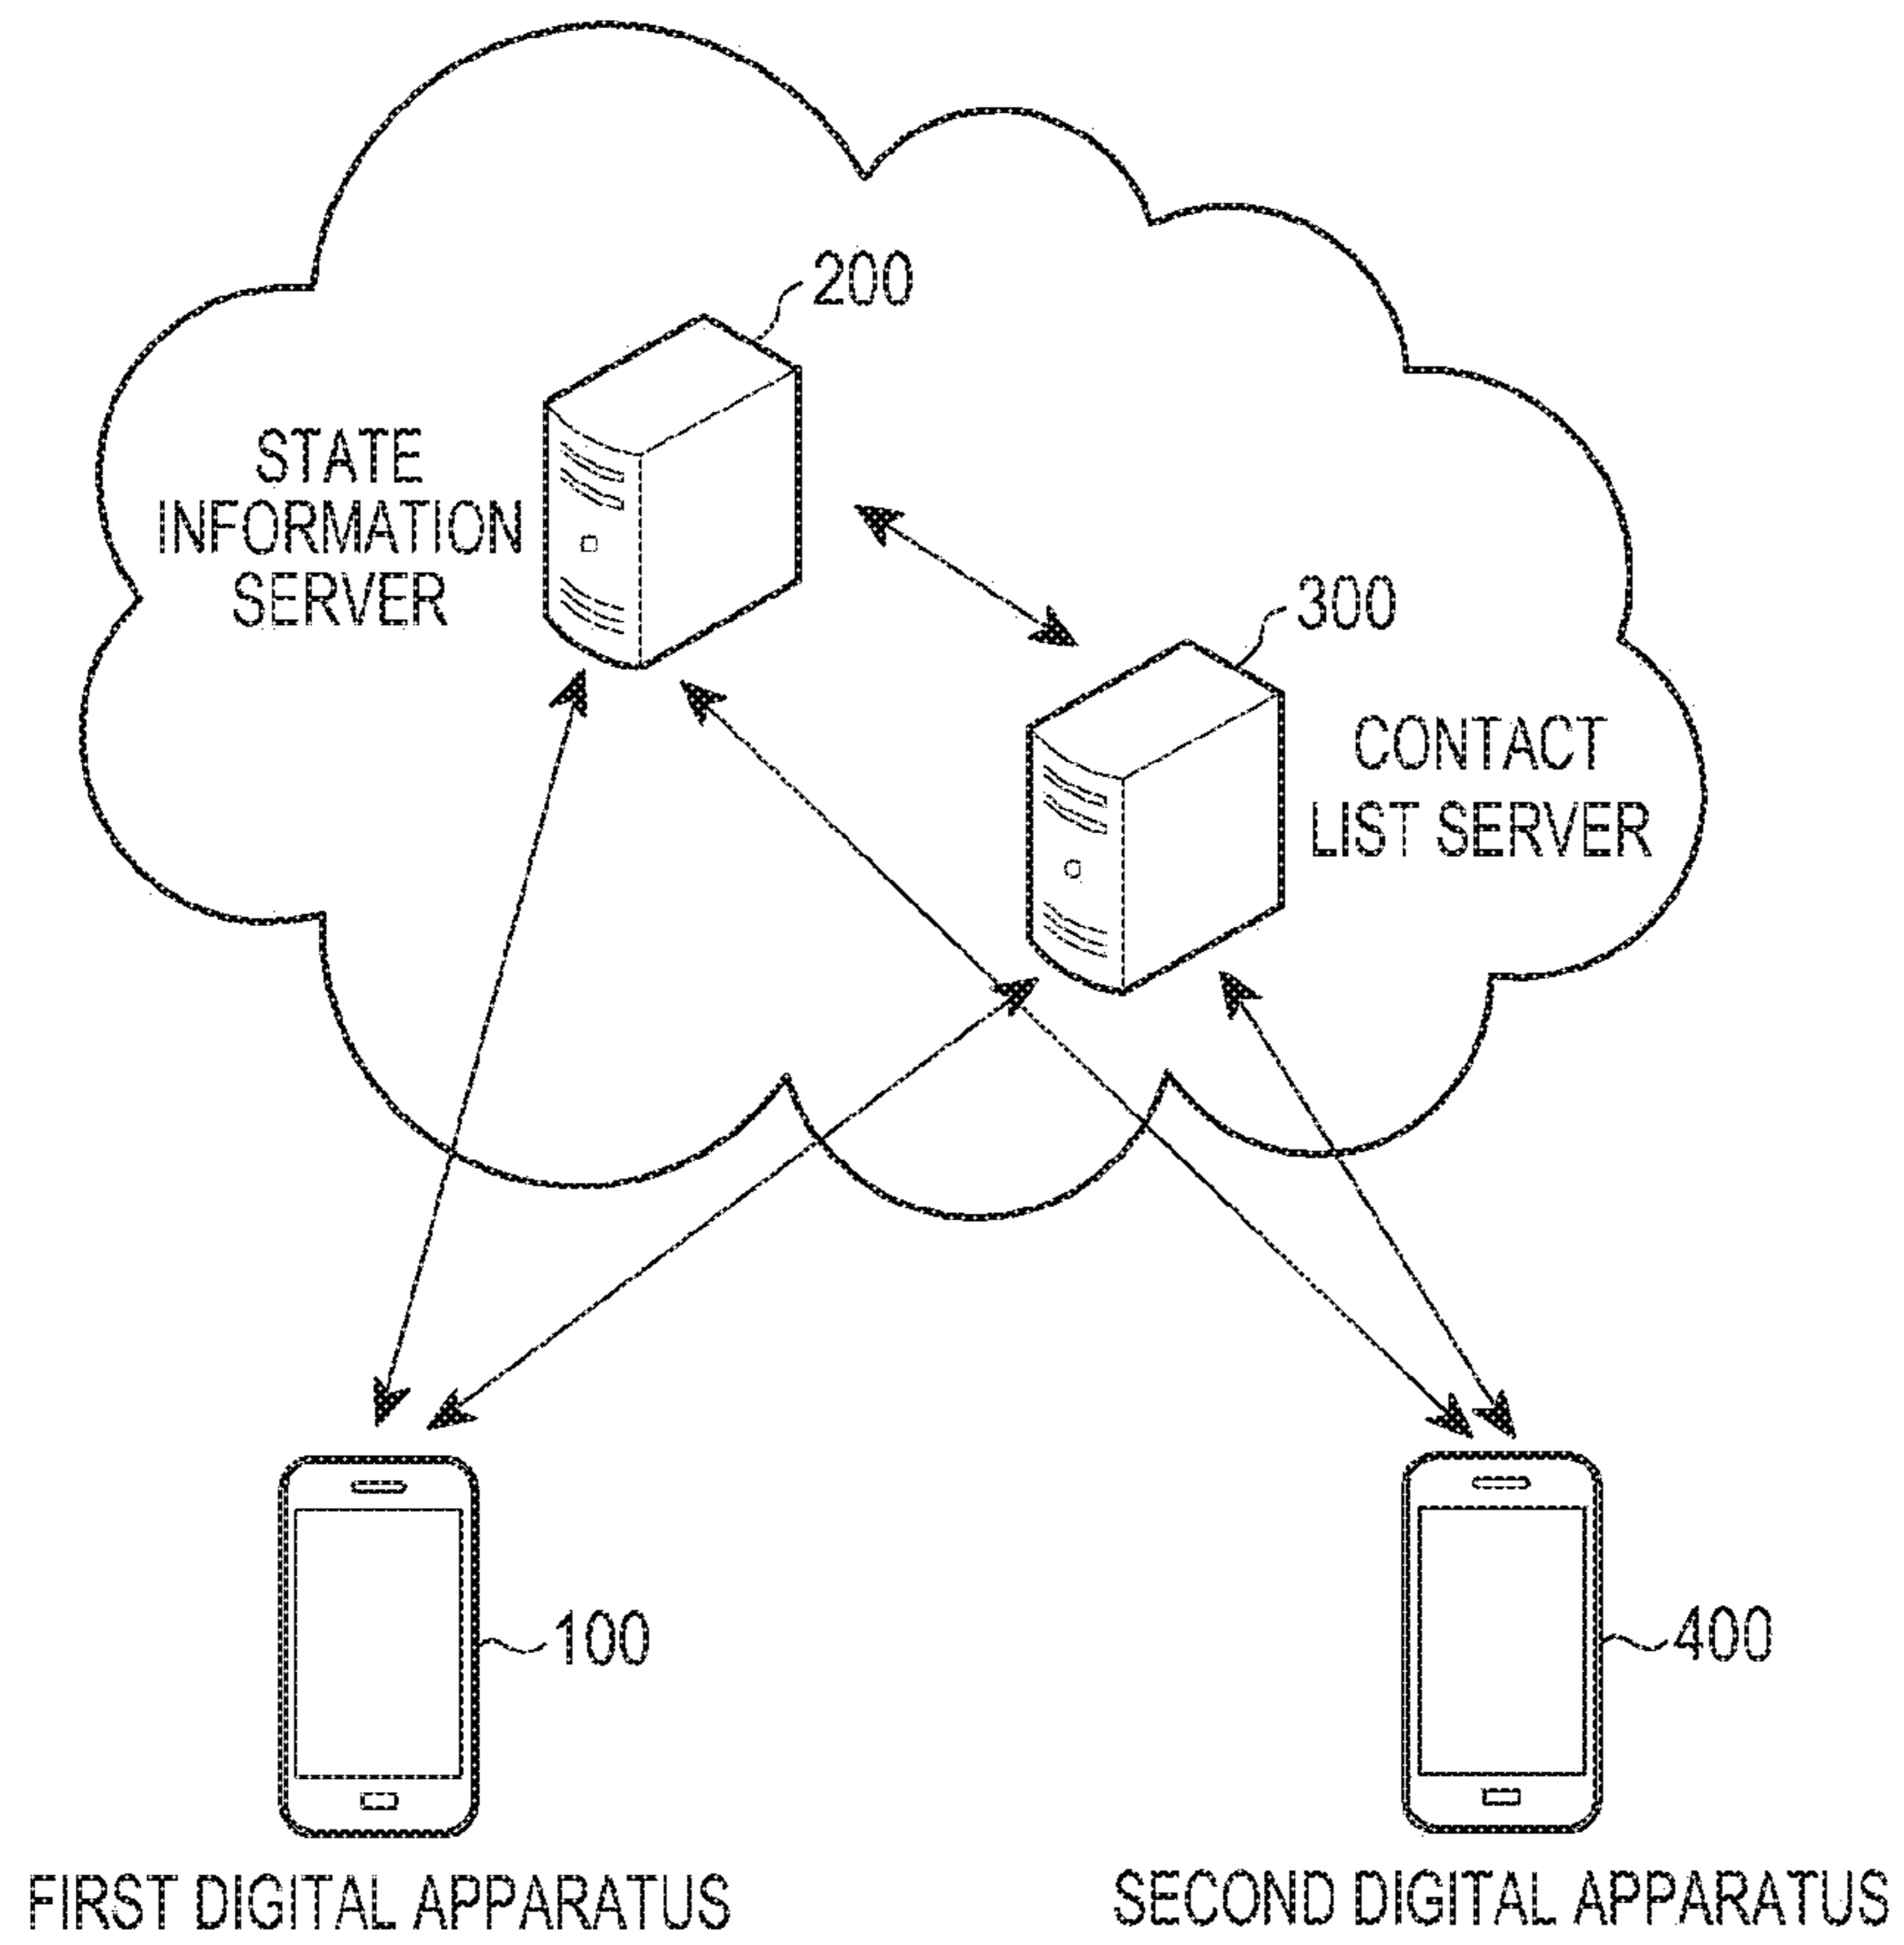 200
STATE
INFORMATION
SERVER
300
CONTACT
LIST SERVER
100
400
FIRST DIGITAL APPARATUS
SECOND DIGITAL APPARATUS